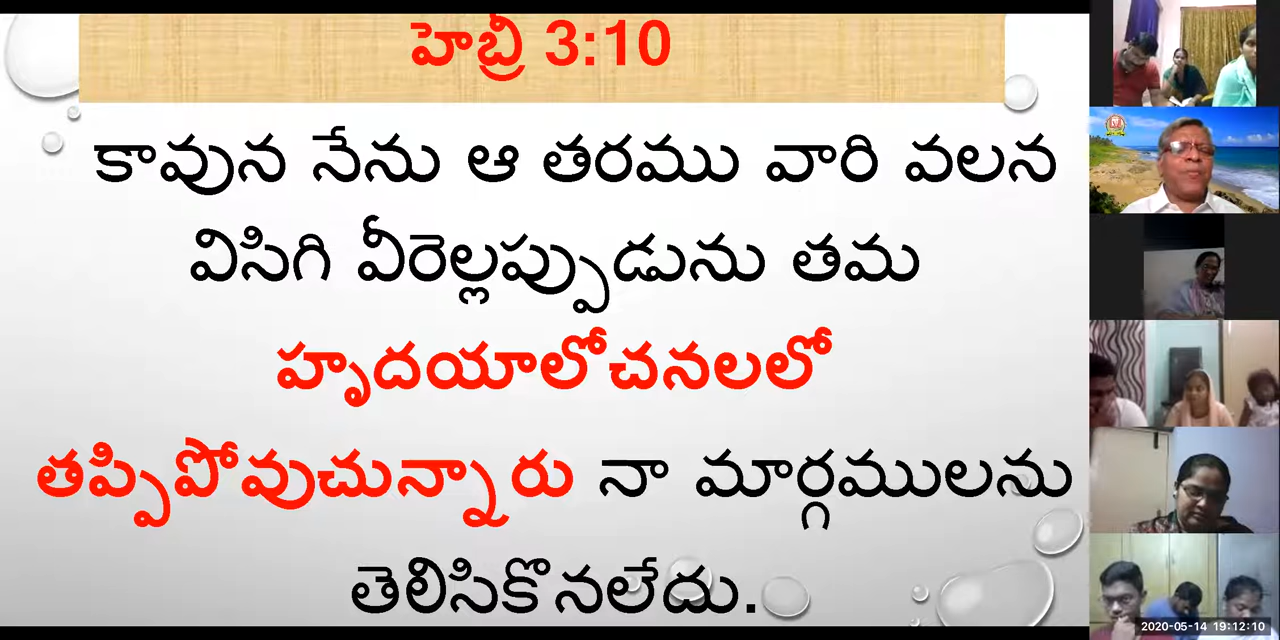 హెబ్రీ 3:10
కావున నేను ఆ తరము వారి వలన
విసిగి వీరెల్లప్పుడును తమ
హృదయాలోచనలలో
తప్పిపోవుచున్నారు నా మార్గములను
తెలిసికొనలేదు.
2020-05-14 19:12:10